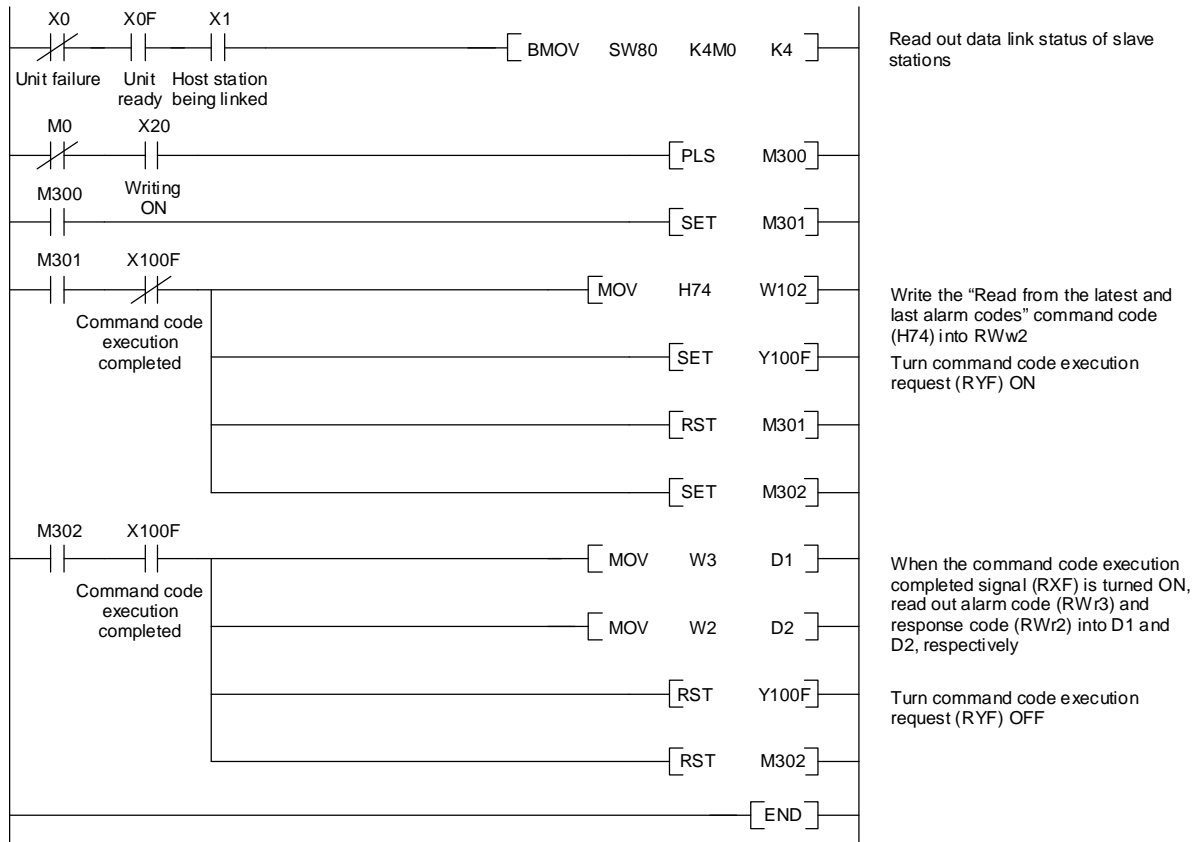 X0 X0F X1
BMOV SW80 K4M0 K4
Read out data link status of slave
stations
Unit failure Unit Host station
ready being linked
M0 X20
PLS M300
M300 Writing
ON
SET M301
M301 X100F
MOV H74 W102
Write the “Read from the latest and
last alarm codes” command code
(H74) into RWw2
Command code
execution
completed
SET Y100F
Turn command code execution
request (RYF) ON
RST M301
SET M302
M302 X100F
MOV W3 D1
When the command code execution
completed signal (RXF) is turned ON,
read out alarm code (RWr3) and
response code (RWr2) into D1 and
D2, respectively
Command code
execution
completed
MOV W2 D2
RST Y100F
Turn command code execution
request (RYF) OFF
RST M302
END